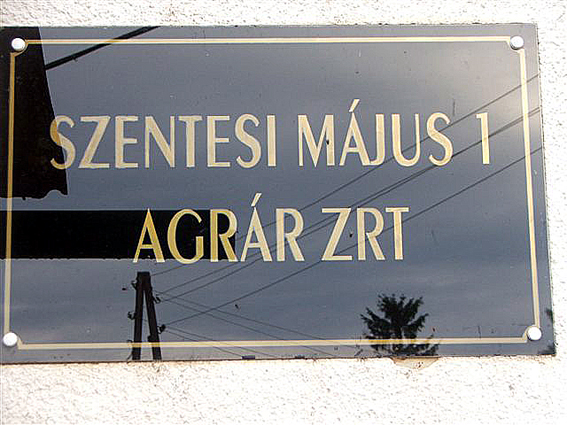 SZENTESI MÁJUS 1
AGRÁR ZRT